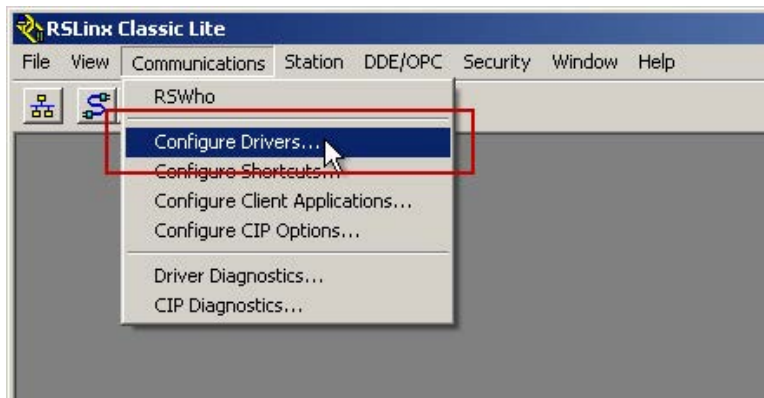 RSLinx Classic Lite
File View Communications Station DDE/OPC Security Window Help
RSWho
Configure Drivers...
Configure Shortcuts...
Configure Client Applications...
Configure CIP Options...
Driver Diagnostics...
CIP Diagnostics...